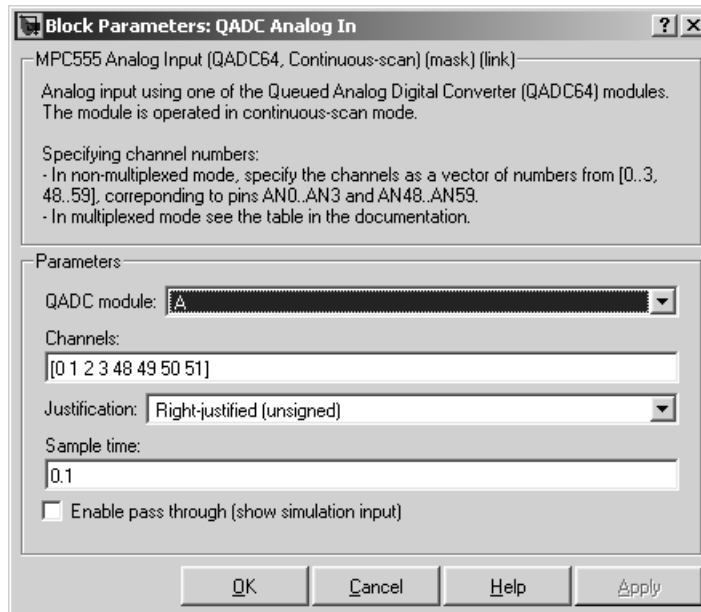 Block Parameters: QADC Analog In
MPC555 Analog Input (QADC64, Continuous-scan) (mask) (link)
Analog input using one of the Queued Analog Digital Converter (QADC64) modules.
The module is operated in continuous-scan mode.
Specifying channel numbers:
- In non-multiplexed mode, specify the channels as a vector of numbers from [0..3,
48..59], correponding to pins AN0..AN3 and AN48..AN59.
- In multiplexed mode see the table in the documentation.
Parameters
QADC module: A
Channels:
[0 1 2 3 48 49 50 51]
Justification: Right-justified (unsigned)
Sample time:
0.1
Enable pass through (show simulation input)
OK Cancel Help Apply